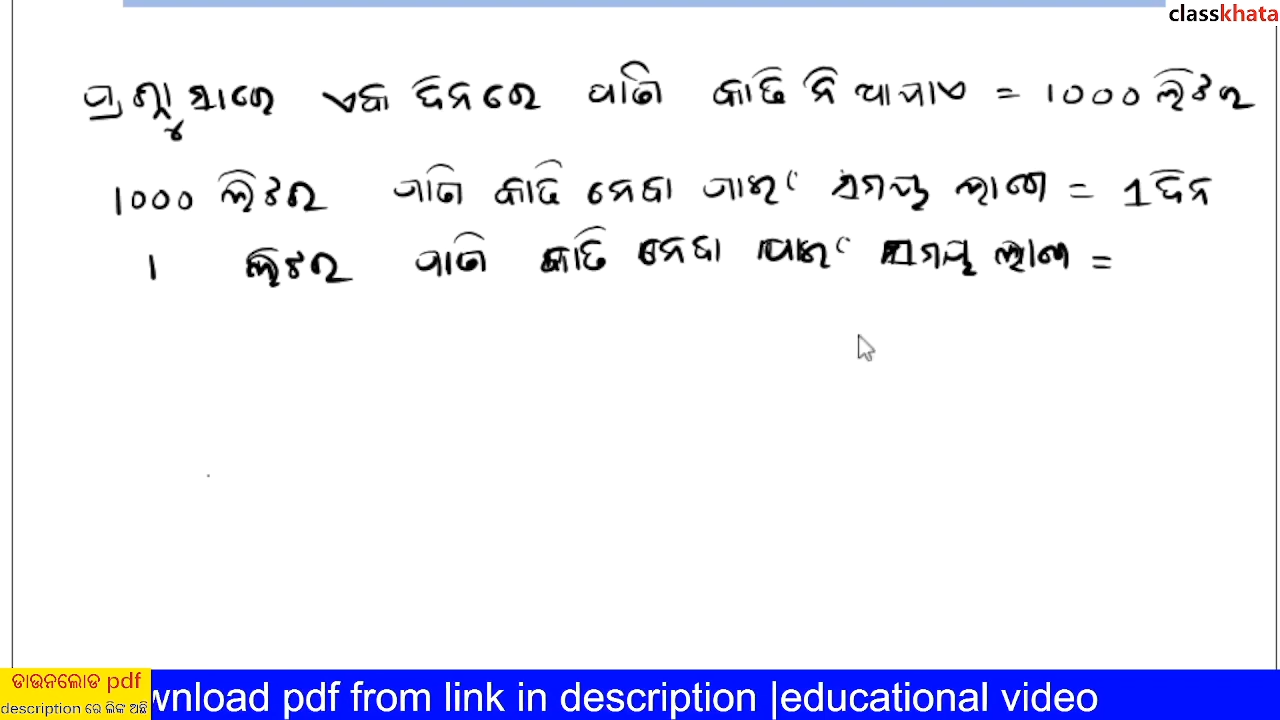 classkhata
ପ୍ରଶ୍ନାନୁସାରେ ଏକ ଦିନରେ ପାଣି କାଢି ନିଆଯାଏ = 1000 ଲିଟର
1000 ଲିଟର ପାଣି କାଢି ନେବା ପାଇଁ ସମୟ ଲାଗେ = 1 ଦିନ
1 ଲିଟର ପାଣି କାଢି ନେବା ପାଇଁ ସମୟ ଲାଗେ =
ଡାଉନଲୋଡ pdf
description ରେ ଲିଙ୍କ ଅଛି
wnload pdf from link in description |educational video